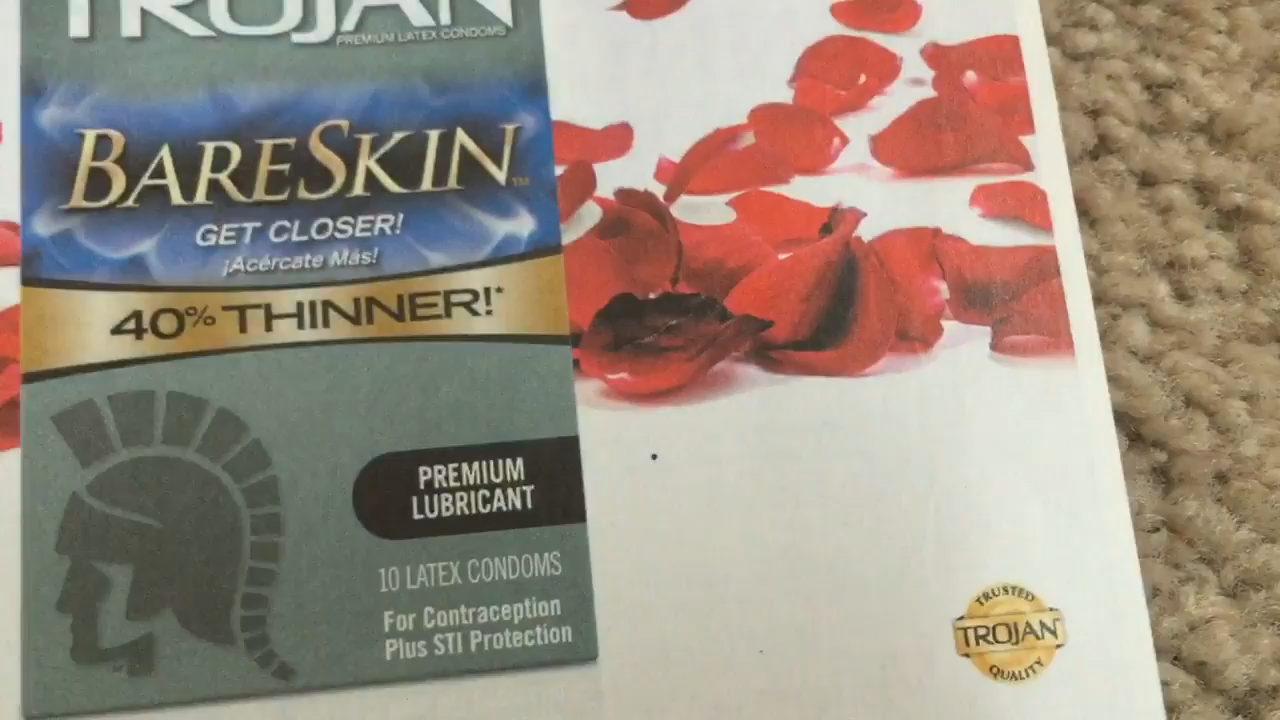 TROJAN
PREMIUM LATEX CONDOMS
BARESKIN™
GET CLOSER!
¡Acércate Más!
40% THINNER!*
PREMIUM
LUBRICANT
10 LATEX CONDOMS
For Contraception
Plus STI Protection
TRUSTED
TROJAN
QUALITY